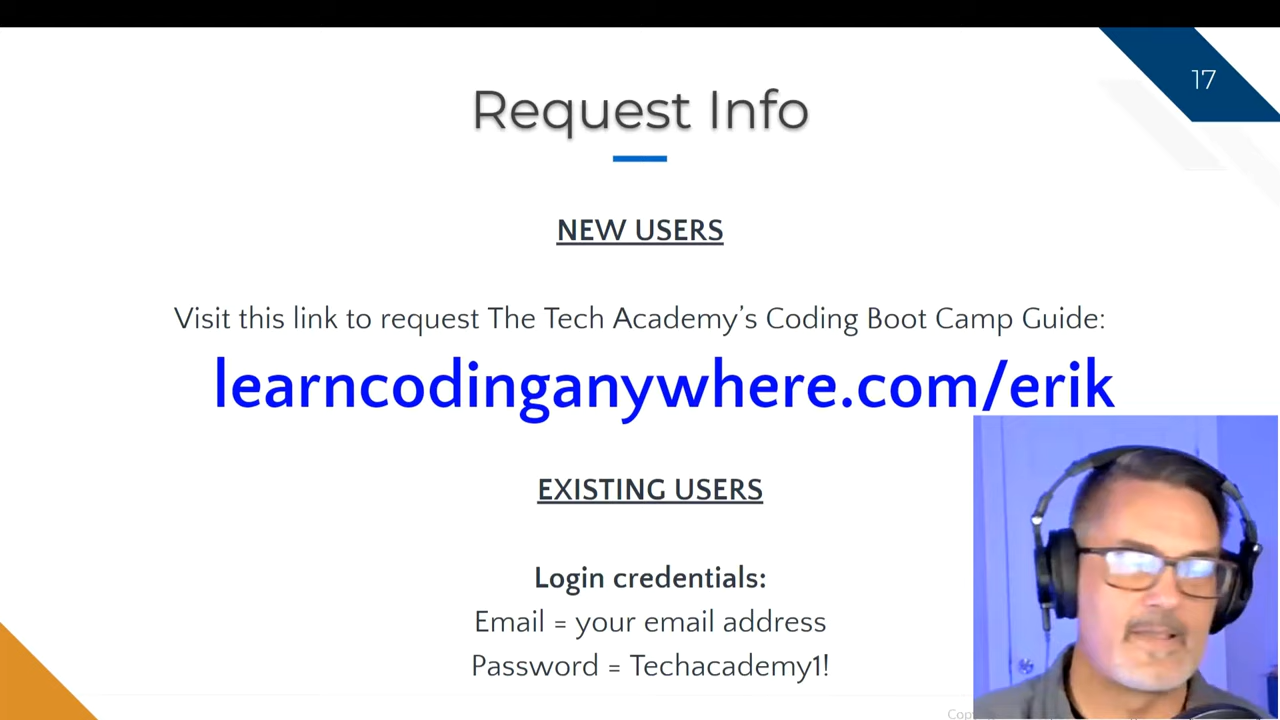 17
Request Info
NEW USERS
Visit this link to request The Tech Academy’s Coding Boot Camp Guide:
learncodinganywhere.com/erik
EXISTING USERS
Login credentials:
Email = your email address
Password = Techacademy1!